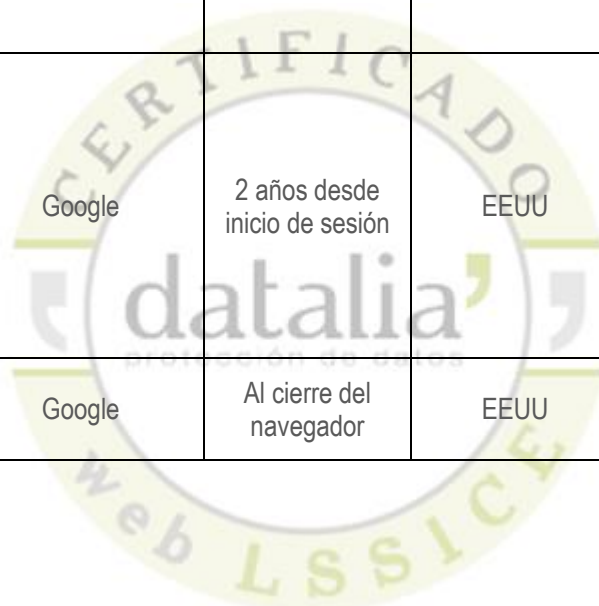 CERTIFICADO
Google
2 años desde
inicio de sesión
EEUU
datalia
protección de datos
Google
Al cierre del
navegador
EEUU
web LSSICE